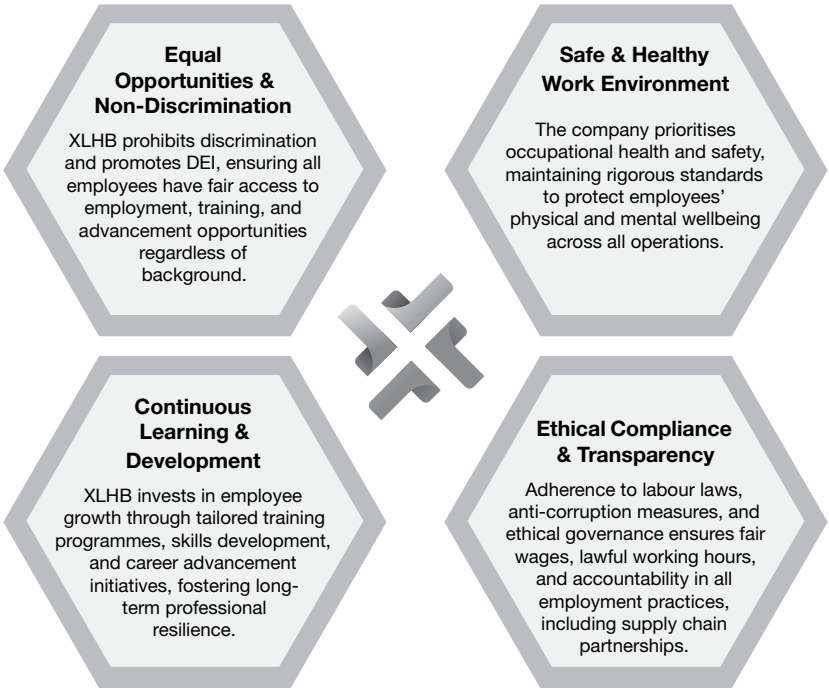 Equal
Opportunities &
Non-Discrimination
XLHB prohibits discrimination
and promotes DEI, ensuring all
employees have fair access to
employment, training, and
advancement opportunities
regardless of
background.
Safe & Healthy
Work Environment
The company prioritises
occupational health and safety,
maintaining rigorous standards
to protect employees’
physical and mental wellbeing
across all operations.
Continuous
Learning &
Development
XLHB invests in employee
growth through tailored training
programmes, skills development,
and career advancement
initiatives, fostering long-
term professional
resilience.
Ethical Compliance
& Transparency
Adherence to labour laws,
anti-corruption measures, and
ethical governance ensures fair
wages, lawful working hours,
and accountability in all
employment practices,
including supply chain
partnerships.